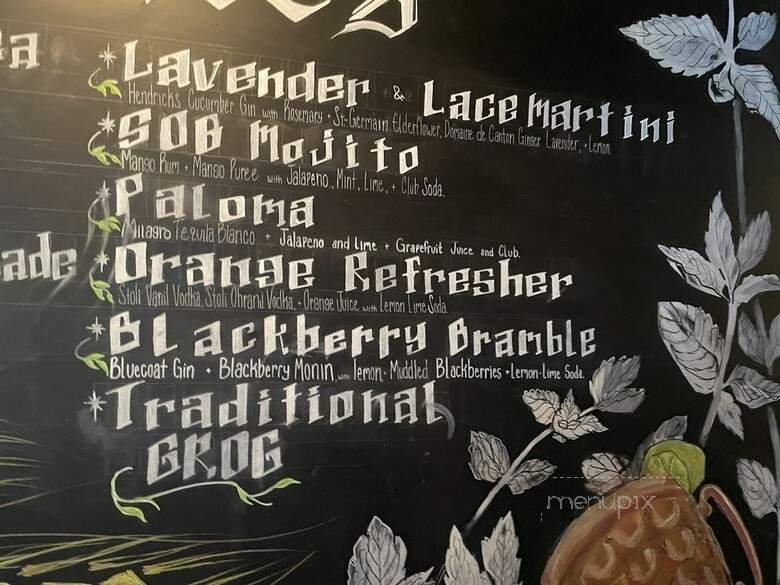 Lavender & Lace Martini
Hendricks Cucumber Gin with Rosemary + St-Germain Elderflower, Domaine de Canton Ginger Lavender, + Lemon
SOB Mojito
Mango Rum + Mango Puree with Jalapeno, Mint, Lime, + Club Soda.
Paloma
Milagro Tequila Blanco + Jalapeno and Lime + Grapefruit Juice and Club.
ade
Orange Refresher
Stoli Vanil Vodka, Stoli Ohrand Vodka, + Orange Juice with Lemon Lime Soda.
Blackberry Bramble
Bluecoat Gin + Blackberry Monin, with lemon + Muddled Blackberries + Lemon-Lime Soda.
Traditional
GROG
menupix